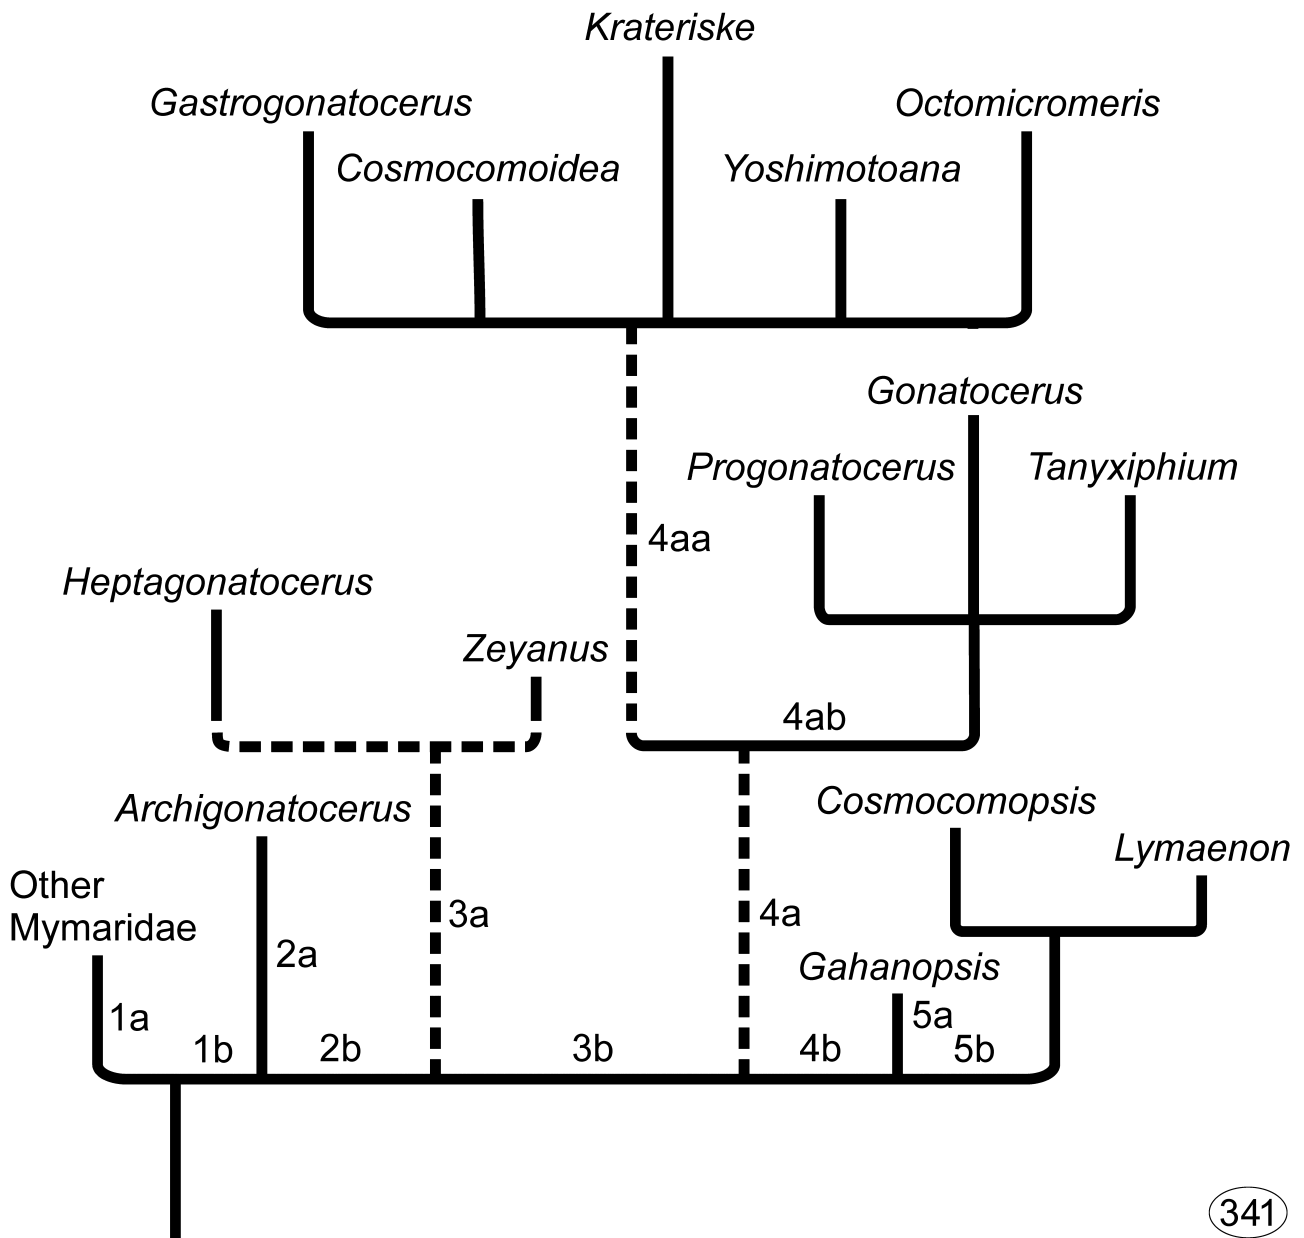 Krateriske
Gastrogonatocerus
Octomicromeris
Cosmocomoidea
Yoshimotoana
Gonatocerus
Progonatocerus
Tanyxiphium
4aa
Heptagonatocerus
Zeyanus
4ab
Archigonatocerus
Cosmocomopsis
Lymaenon
Other
Mymaridae
3a
4a
2a
Gahanopsis
1a
5a
1b
2b
3b
4b
5b
341